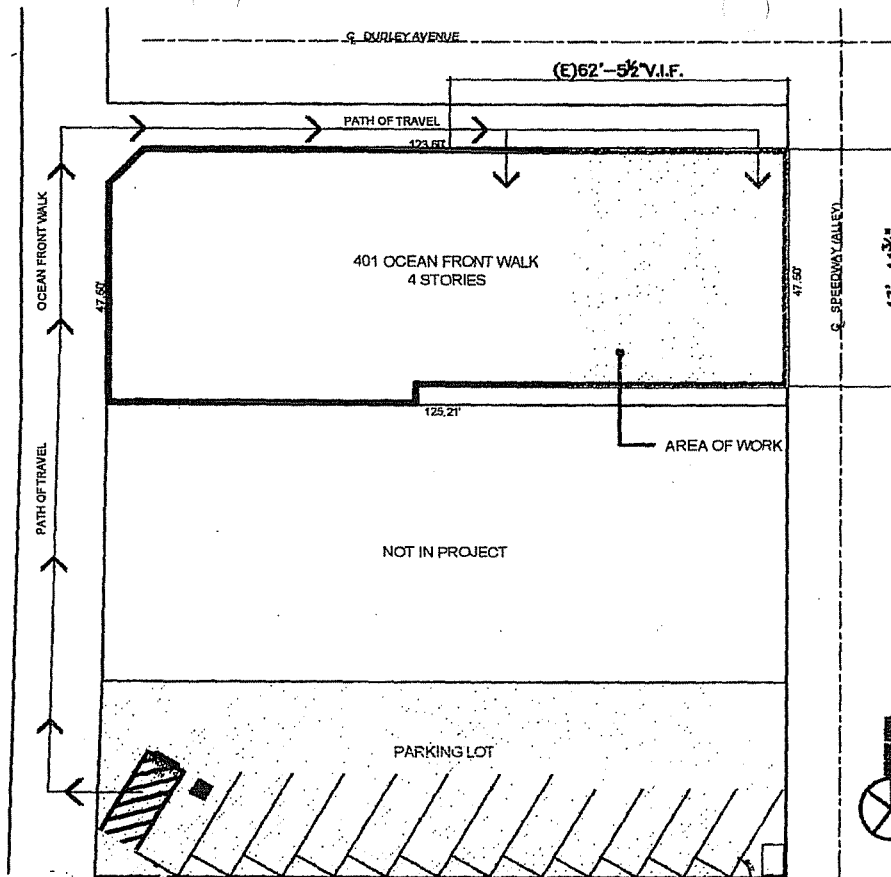 ℄ DUDLEY AVENUE
(E)62'-5½"V.I.F.
PATH OF TRAVEL
123.60'
OCEAN FRONT WALK
401 OCEAN FRONT WALK
4 STORIES
47.50'
47.50'
℄ SPEEDWAY (ALLEY)
125.21'
AREA OF WORK
PATH OF TRAVEL
NOT IN PROJECT
PARKING LOT